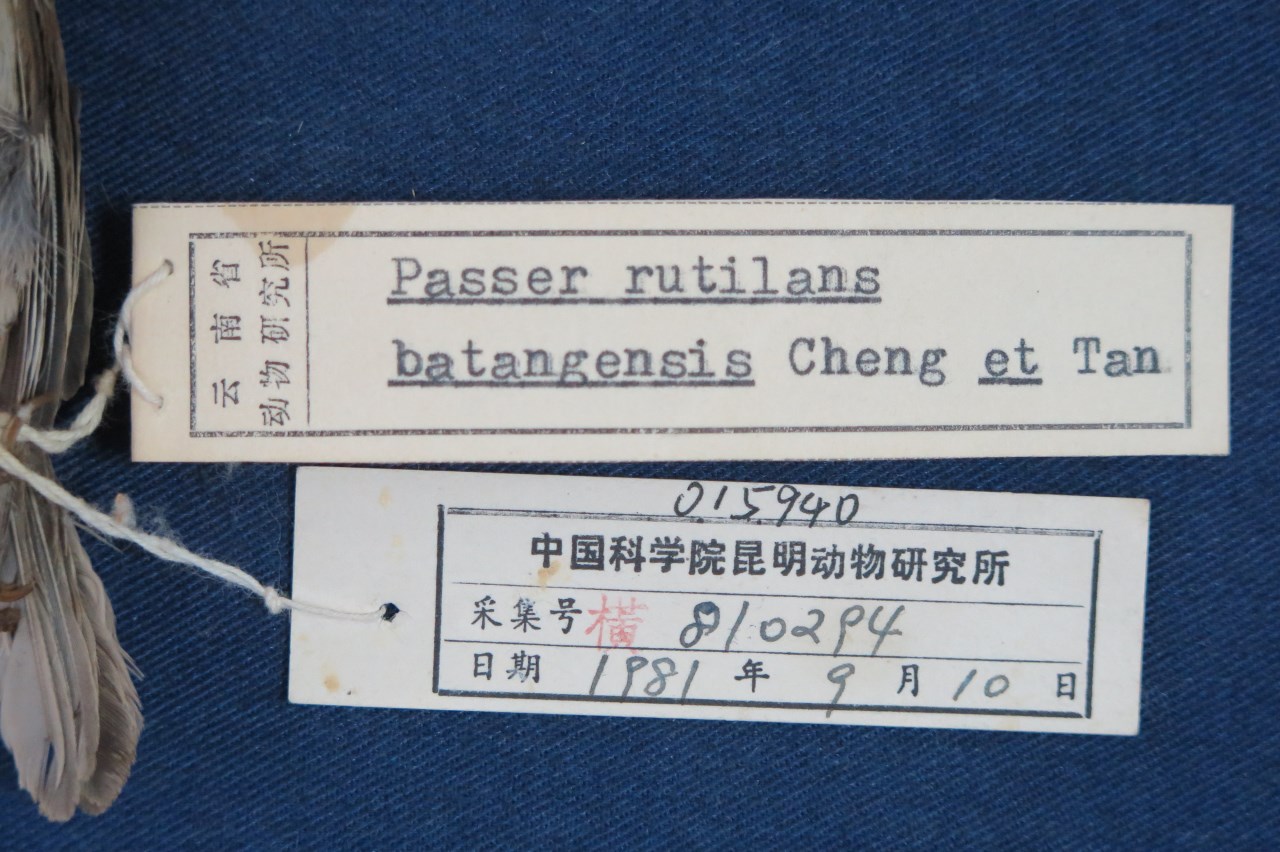 云南省
动物研究所
Passer rutilans
batangensis Cheng et Tan
015940
中国科学院昆明动物研究所
采集号 横 810294
日期 1981 年 9 月 10 日